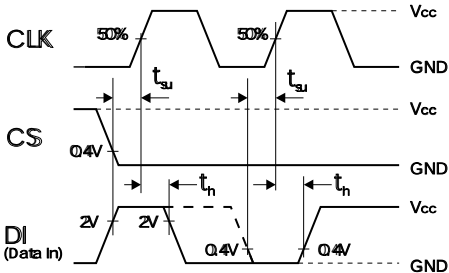 50% 50% Vcc
CLK
GND
tsu tsu
Vcc
CS
0.4V
GND
th th
2V 2V Vcc
DI
(Data In) 0.4V 0.4V
GND